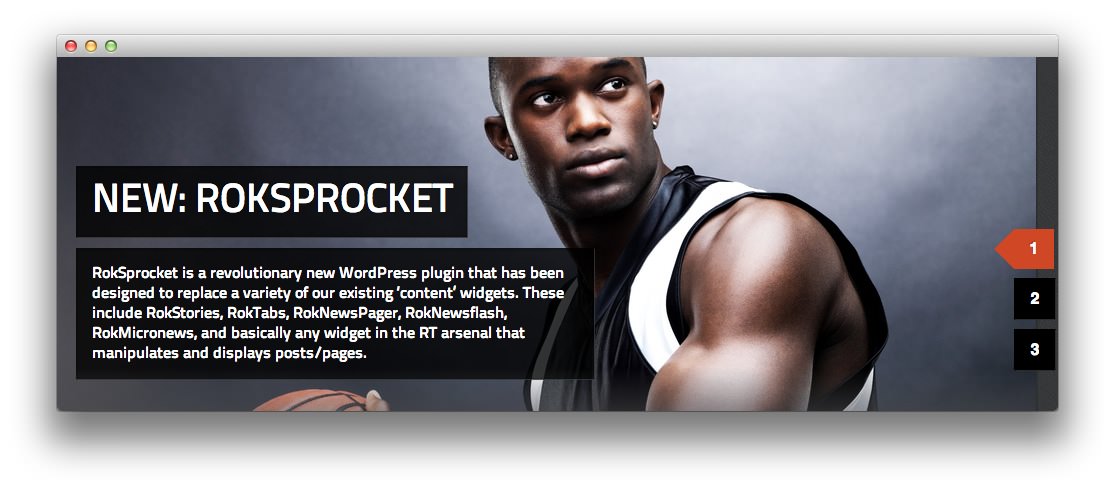 NEW: ROKSPROCKET
RokSprocket is a revolutionary new WordPress plugin that has been
designed to replace a variety of our existing ‘content’ widgets. These
include RokStories, RokTabs, RokNewsPager, RokNewsflash,
RokMicronews, and basically any widget in the RT arsenal that
manipulates and displays posts/pages.
1
2
3